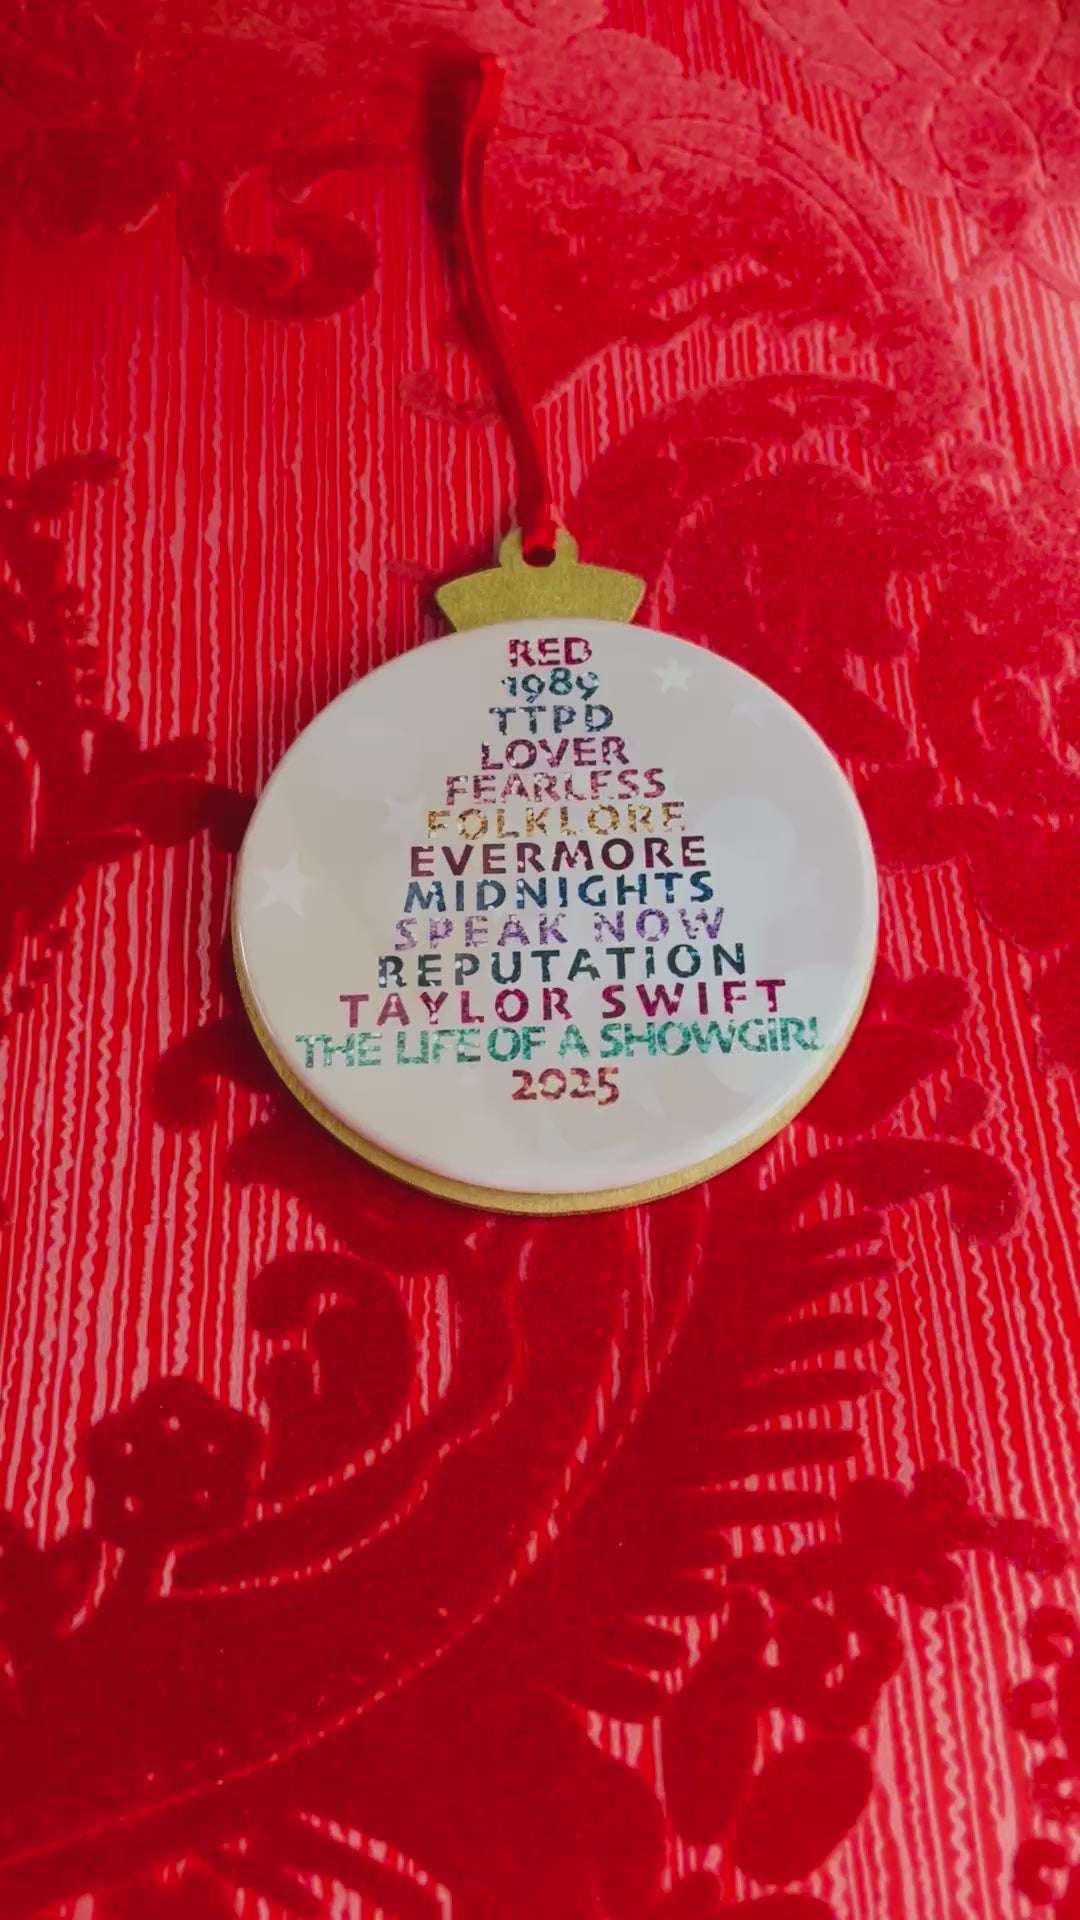 RED
1989
TTPD
LOVER
FEARLESS
FOLKLORE
EVERMORE
MIDNIGHTS
SPEAK NOW
REPUTATION
TAYLOR SWIFT
THE LIFE OF A SHOWGIRL
2025